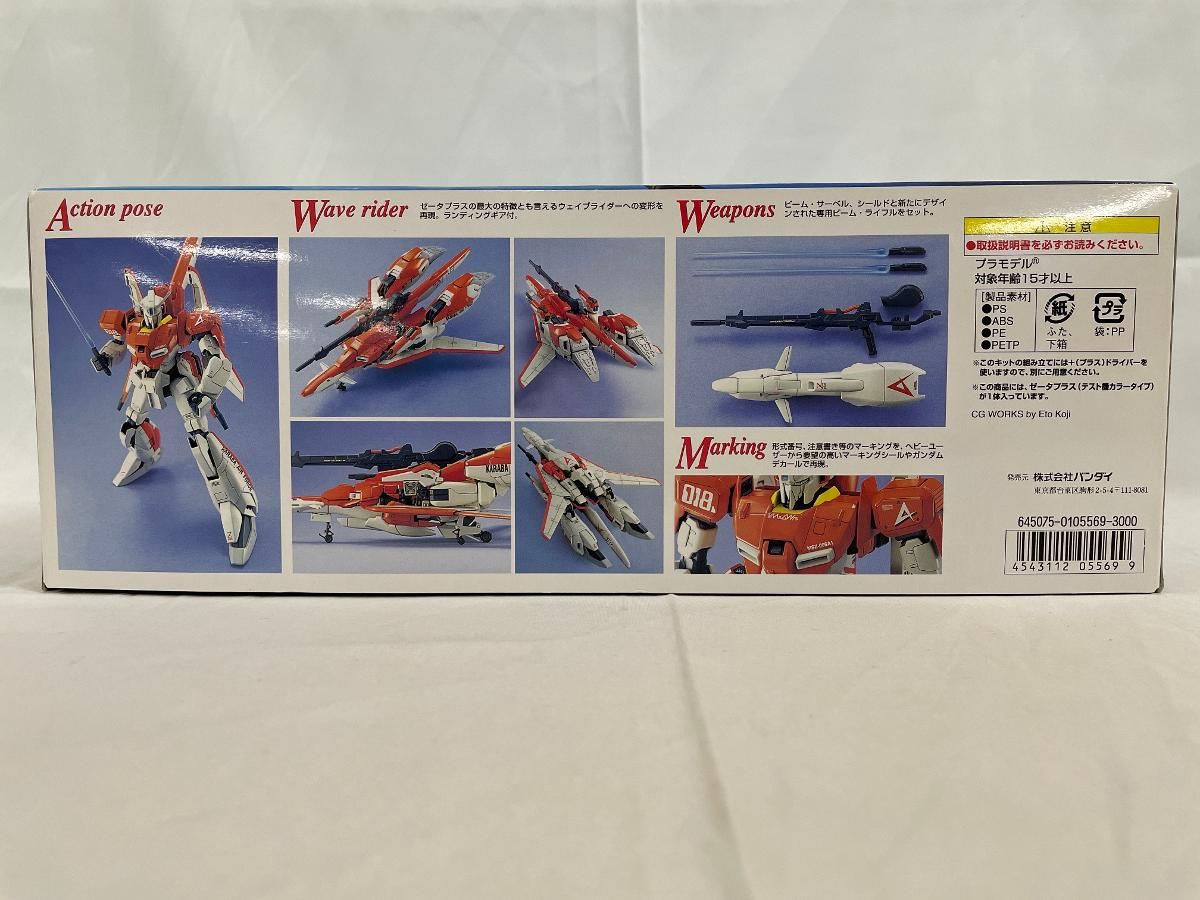 Action pose
Wave rider
ゼータプラスの最大の特徴とも言えるウェイブライダーへの変形を
再現。ランディングギア付。
KARABA
Weapons
ビーム・サーベル、シールドと新たにデザイ
ンされた専用ビーム・ライフルをセット。
Marking
形式番号、注意書き等のマーキングを、ヘビーユー
ザーから要望の高いマーキングシールやガンダム
デカールで再現。
018
注意
●取扱説明書を必ずお読みください。
プラモデル®
対象年齢15才以上
[製品素材]
●PS
●ABS
●PE
●PETP
紙
ふた、
下箱
プラ
袋:PP
※このキットの組み立てには+(プラス)ドライバーを
使いますので、別にご用意ください。
※この商品には、ゼータプラス(テスト機カラータイプ)
が1体入っています。
CG WORKS by Eto Koji
発売元 株式会社バンダイ
東京都台東区駒形2-5-4〒111-8081
645075-0105569-3000
4543112 05569 9